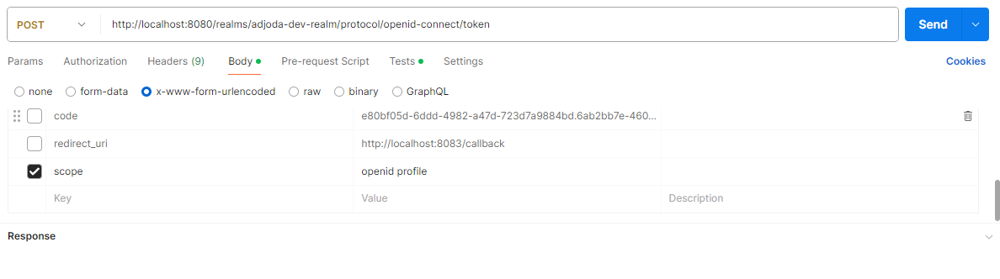 POST http://localhost:8080/realms/adjoda-dev-realm/protocol/openid-connect/token Send
Params Authorization Headers (9) Body Pre-request Script Tests Settings Cookies
none form-data x-www-form-urlencoded raw binary GraphQL
code e80bf05d-6ddd-4982-a47d-723d7a9884bd.6ab2bb7e-460...
redirect_uri http://localhost:8083/callback
scope openid profile
Key Value Description
Response